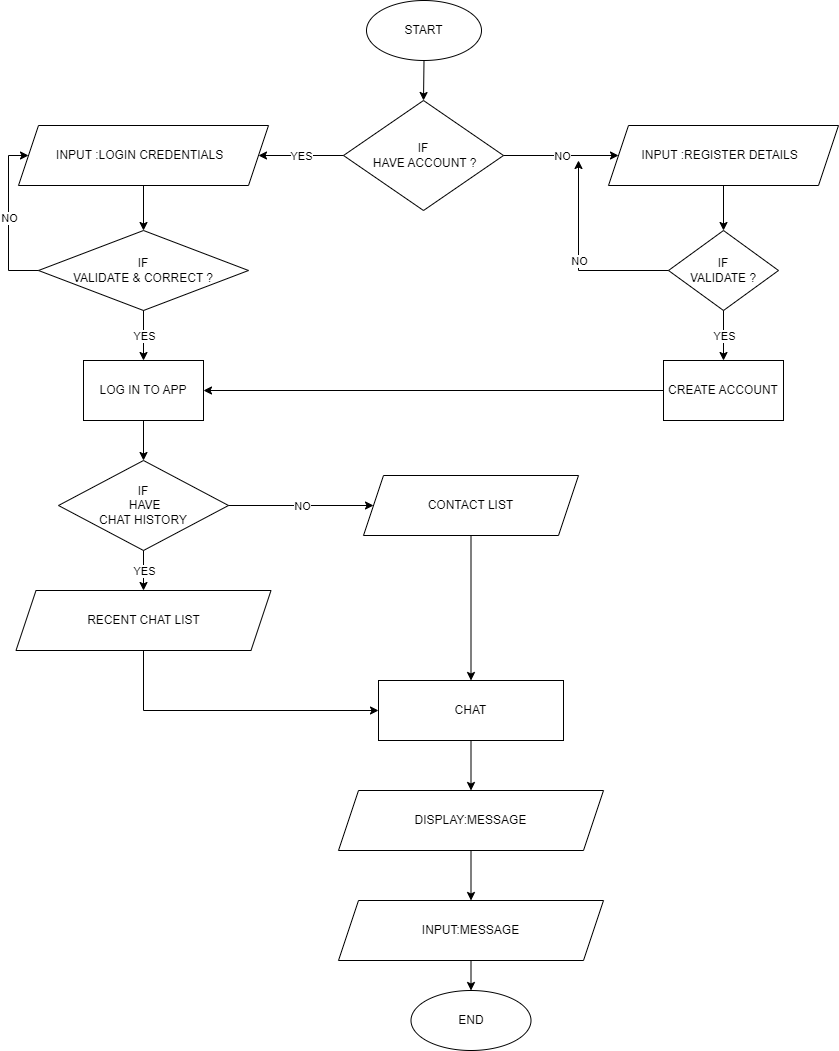 START
IF
HAVE ACCOUNT ?
YES
NO
INPUT :LOGIN CREDENTIALS
INPUT :REGISTER DETAILS
NO
IF
VALIDATE & CORRECT ?
NO
IF
VALIDATE ?
YES
YES
LOG IN TO APP
CREATE ACCOUNT
IF
HAVE
CHAT HISTORY
NO
CONTACT LIST
YES
RECENT CHAT LIST
CHAT
DISPLAY:MESSAGE
INPUT:MESSAGE
END